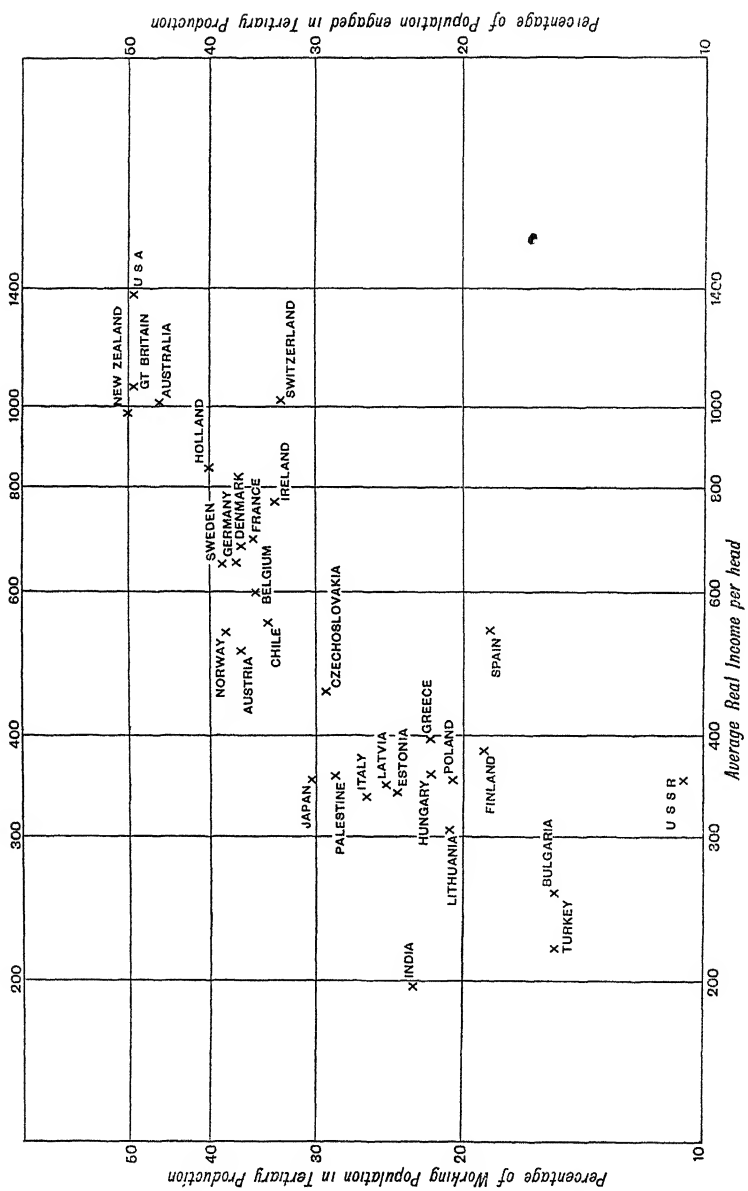 Percentage of Working Population in Tertiary Production
Percentage of Population engaged in Tertiary Production
200 300 400 600 800 1000 1400
50 50
40 40
30 30
20 20
10 10
NEW ZEALAND
U S A
GT BRITAIN
AUSTRALIA
HOLLAND
SWEDEN
GERMANY
DENMARK
FRANCE
NORWAY
AUSTRIA
BELGIUM
CHILE
IRELAND
SWITZERLAND
JAPAN
CZECHOSLOVAKIA
PALESTINE
ITALY
LATVIA
ESTONIA
INDIA
HUNGARY
GREECE
LITHUANIA
POLAND
FINLAND
SPAIN
BULGARIA
TURKEY
U S S R
200 300 400 600 800 1000 1400
Average Real Income per head